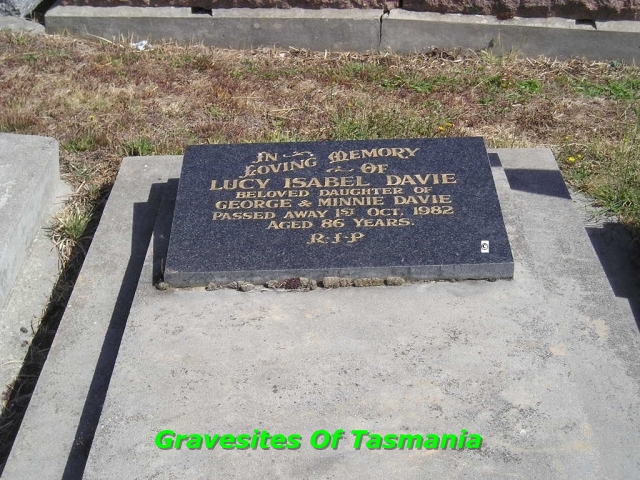 In Loving Memory
Of
Lucy Isabel Davie
Beloved Daughter of
George & Minnie Davie
Passed Away 1st Oct. 1982
Aged 86 Years.
R.I.P
©
Gravesites Of Tasmania